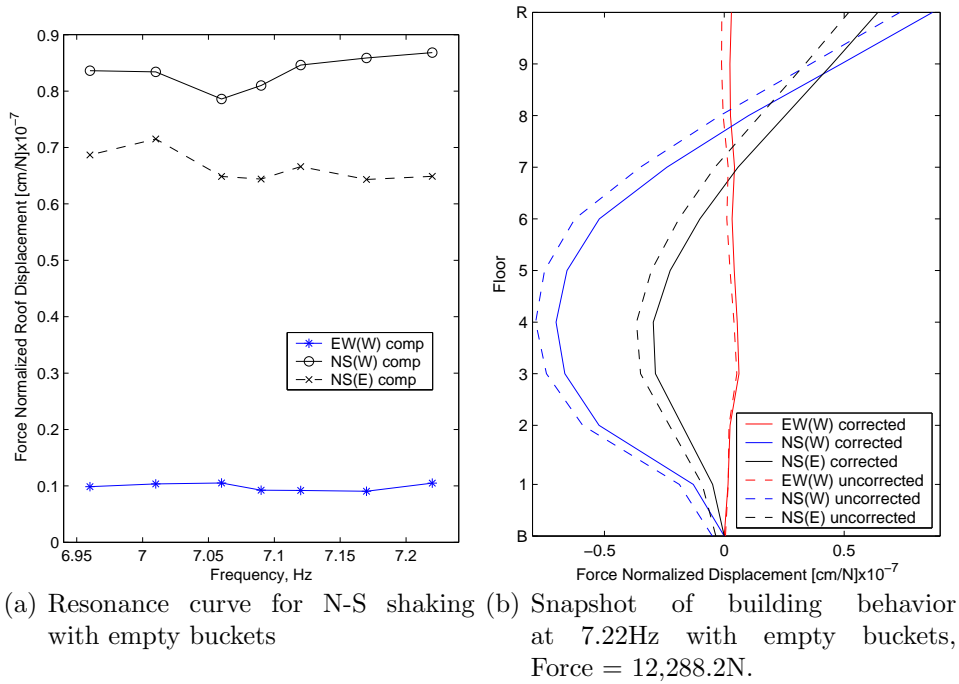 0.9
0.8
0.7
0.6
0.5
0.4
0.3
0.2
0.1
0
Force Normalized Roof Displacement [cm/N]x10^-7
EW(W) comp
NS(W) comp
NS(E) comp
6.95 7 7.05 7.1 7.15 7.2
Frequency, Hz
(a) Resonance curve for N-S shaking
with empty buckets
R
9
8
7
6
5
4
3
2
1
B
Floor
EW(W) corrected
NS(W) corrected
NS(E) corrected
EW(W) uncorrected
NS(W) uncorrected
NS(E) uncorrected
−0.5 0 0.5
Force Normalized Displacement [cm/N]x10^-7
(b) Snapshot of building behavior
at 7.22Hz with empty buckets,
Force = 12,288.2N.